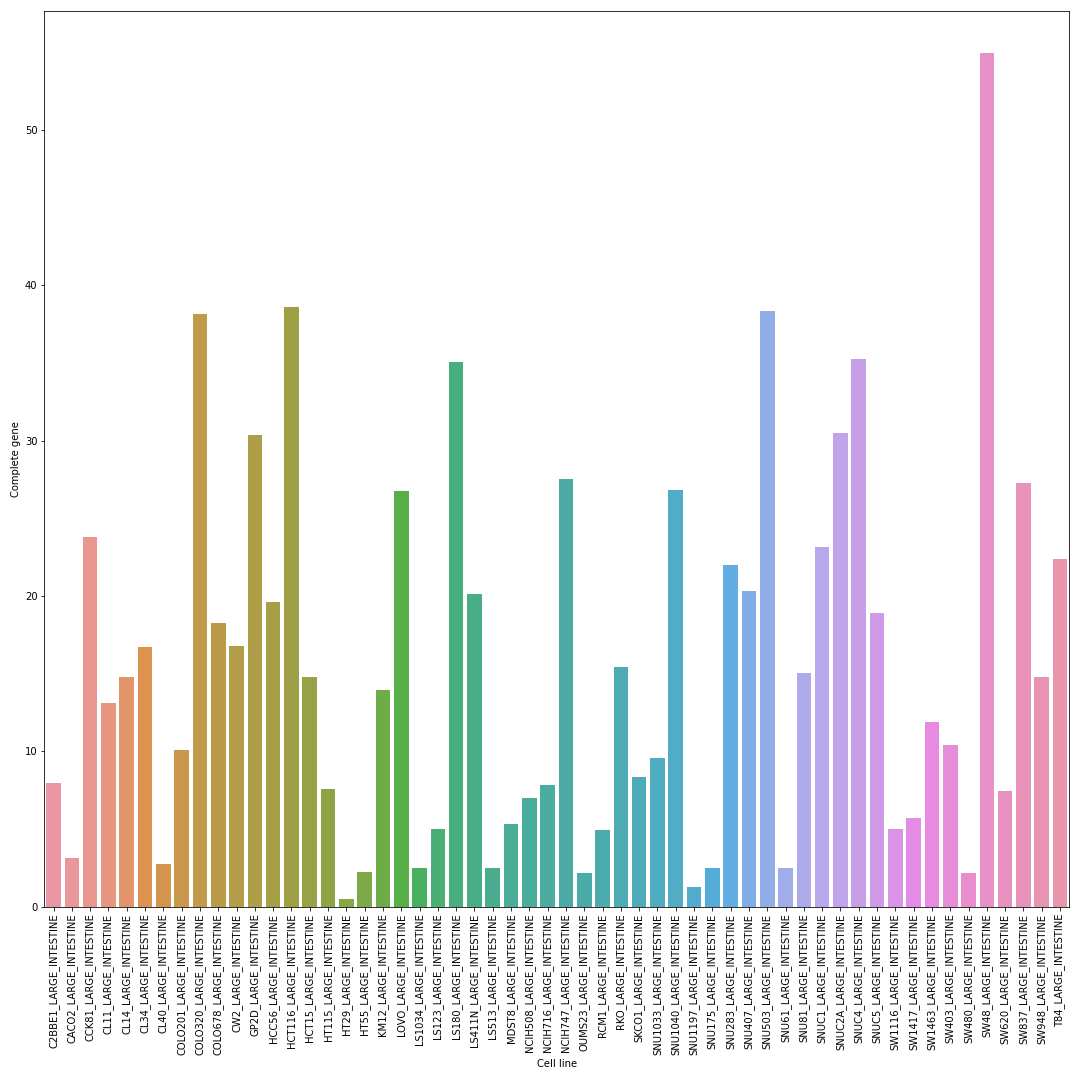 50
40
30
20
10
0
Complete gene
C2BBE1_LARGE_INTESTINE
CACO2_LARGE_INTESTINE
CCK81_LARGE_INTESTINE
CL11_LARGE_INTESTINE
CL14_LARGE_INTESTINE
CL34_LARGE_INTESTINE
CL40_LARGE_INTESTINE
COLO201_LARGE_INTESTINE
COLO320_LARGE_INTESTINE
COLO678_LARGE_INTESTINE
CW2_LARGE_INTESTINE
GP2D_LARGE_INTESTINE
HCC56_LARGE_INTESTINE
HCT116_LARGE_INTESTINE
HCT15_LARGE_INTESTINE
HT115_LARGE_INTESTINE
HT29_LARGE_INTESTINE
HT55_LARGE_INTESTINE
KM12_LARGE_INTESTINE
LOVO_LARGE_INTESTINE
LS1034_LARGE_INTESTINE
LS123_LARGE_INTESTINE
LS180_LARGE_INTESTINE
LS411N_LARGE_INTESTINE
LS513_LARGE_INTESTINE
MDST8_LARGE_INTESTINE
NCIH508_LARGE_INTESTINE
NCIH716_LARGE_INTESTINE
NCIH747_LARGE_INTESTINE
OUMS23_LARGE_INTESTINE
RCM1_LARGE_INTESTINE
RKO_LARGE_INTESTINE
SKCO1_LARGE_INTESTINE
SNU1033_LARGE_INTESTINE
SNU1040_LARGE_INTESTINE
SNU1197_LARGE_INTESTINE
SNU175_LARGE_INTESTINE
SNU283_LARGE_INTESTINE
SNU407_LARGE_INTESTINE
SNU503_LARGE_INTESTINE
SNU61_LARGE_INTESTINE
SNU81_LARGE_INTESTINE
SNUC1_LARGE_INTESTINE
SNUC2A_LARGE_INTESTINE
SNUC4_LARGE_INTESTINE
SNUC5_LARGE_INTESTINE
SW1116_LARGE_INTESTINE
SW1417_LARGE_INTESTINE
SW1463_LARGE_INTESTINE
SW403_LARGE_INTESTINE
SW480_LARGE_INTESTINE
SW48_LARGE_INTESTINE
SW620_LARGE_INTESTINE
SW837_LARGE_INTESTINE
SW948_LARGE_INTESTINE
T84_LARGE_INTESTINE
Cell line